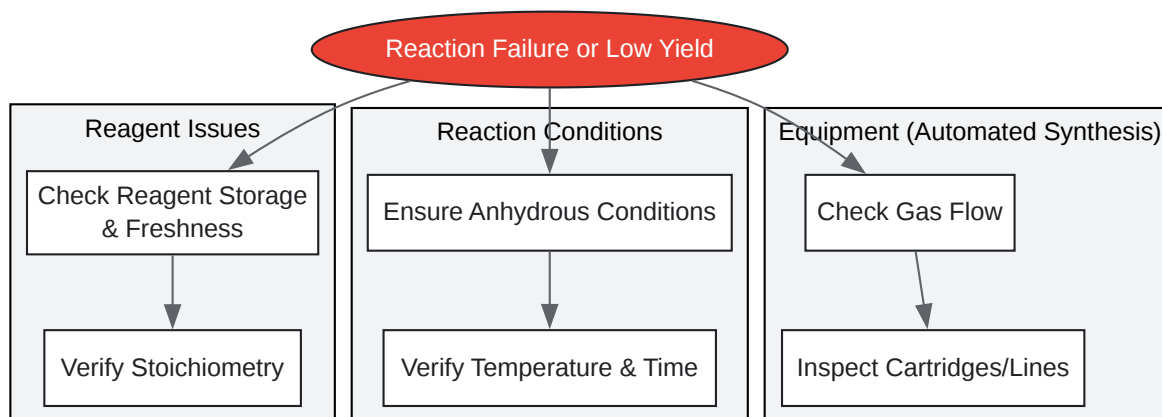 Reaction Failure or Low Yield
Reagent Issues
Check Reagent Storage
& Freshness
Verify Stoichiometry
Reaction Conditions
Ensure Anhydrous Conditions
Verify Temperature & Time
Equipment (Automated Synthesis)
Check Gas Flow
Inspect Cartridges/Lines